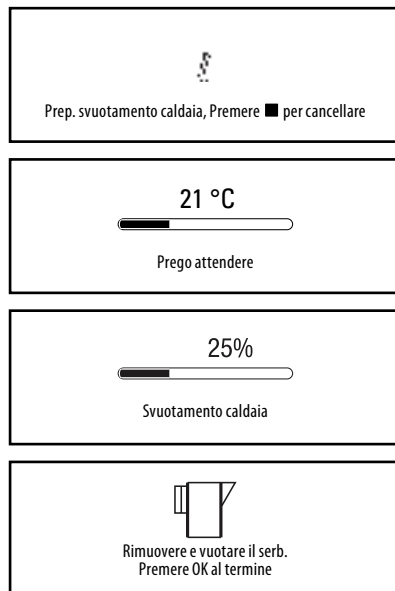 Prep. svuotamento caldaia, Premere ■ per cancellare
21 °C
Prego attendere
25%
Svuotamento caldaia
Rimuovere e vuotare il serb.
Premere OK al termine